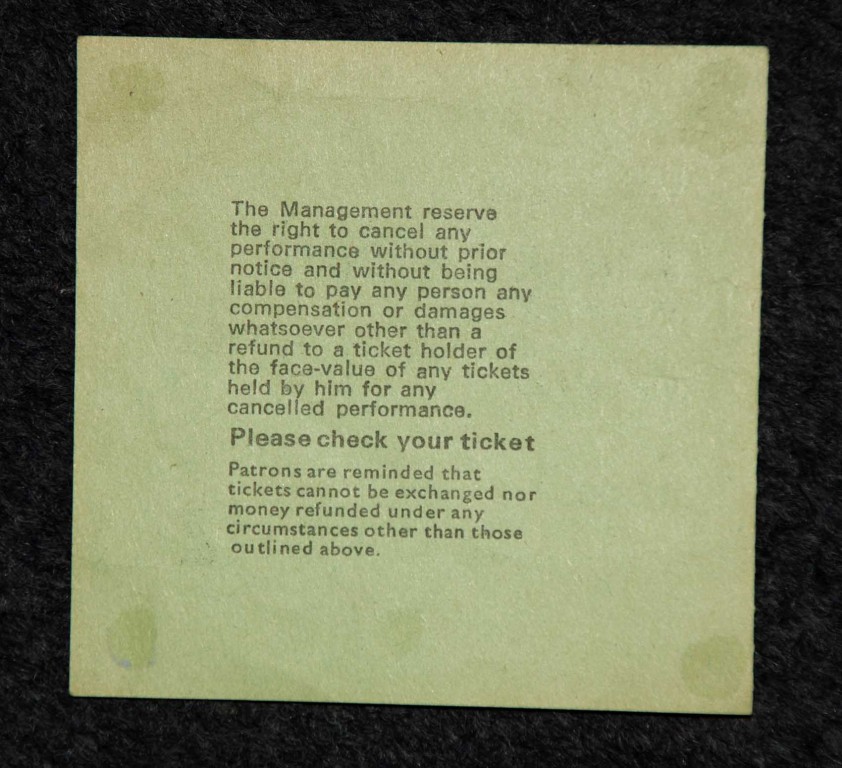 The Management reserve
the right to cancel any
performance without prior
notice and without being
liable to pay any person any
compensation or damages
whatsoever other than a
refund to a ticket holder of
the face-value of any tickets
held by him for any
cancelled performance.
Please check your ticket
Patrons are reminded that
tickets cannot be exchanged nor
money refunded under any
circumstances other than those
outlined above.